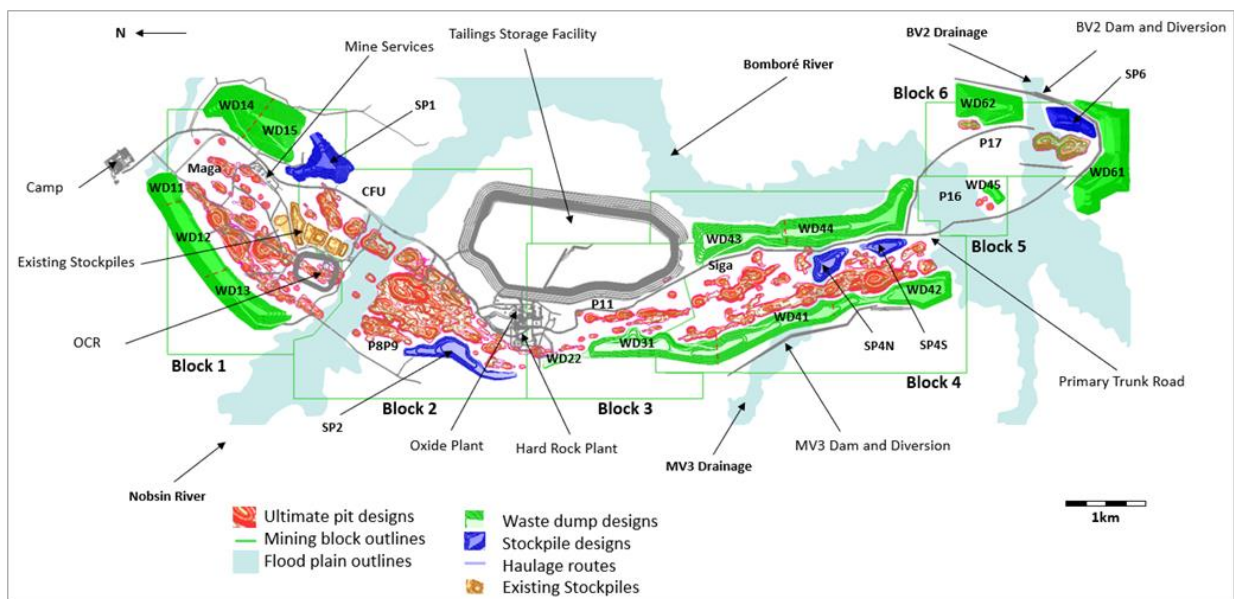 N
Mine Services
Tailings Storage Facility
Bomboré River
BV2 Drainage
BV2 Dam and Diversion
SP1
SP6
Block 6
WD14
WD15
WD62
Maga
P17
Camp
CFU
WD11
WD61
WD45
P16
WD12
Existing Stockpiles
WD43
WD44
Block 5
Siga
WD13
P11
WD42
OCR
WD41
P8P9
WD31
SP4N
SP4S
WD22
Block 1
Block 4
Primary Trunk Road
Block 2
Block 3
SP2
Oxide Plant
Hard Rock Plant
MV3 Dam and Diversion
MV3 Drainage
Nobsin River
Ultimate pit designs
Mining block outlines
Flood plain outlines
Waste dump designs
Stockpile designs
Haulage routes
Existing Stockpiles
1km